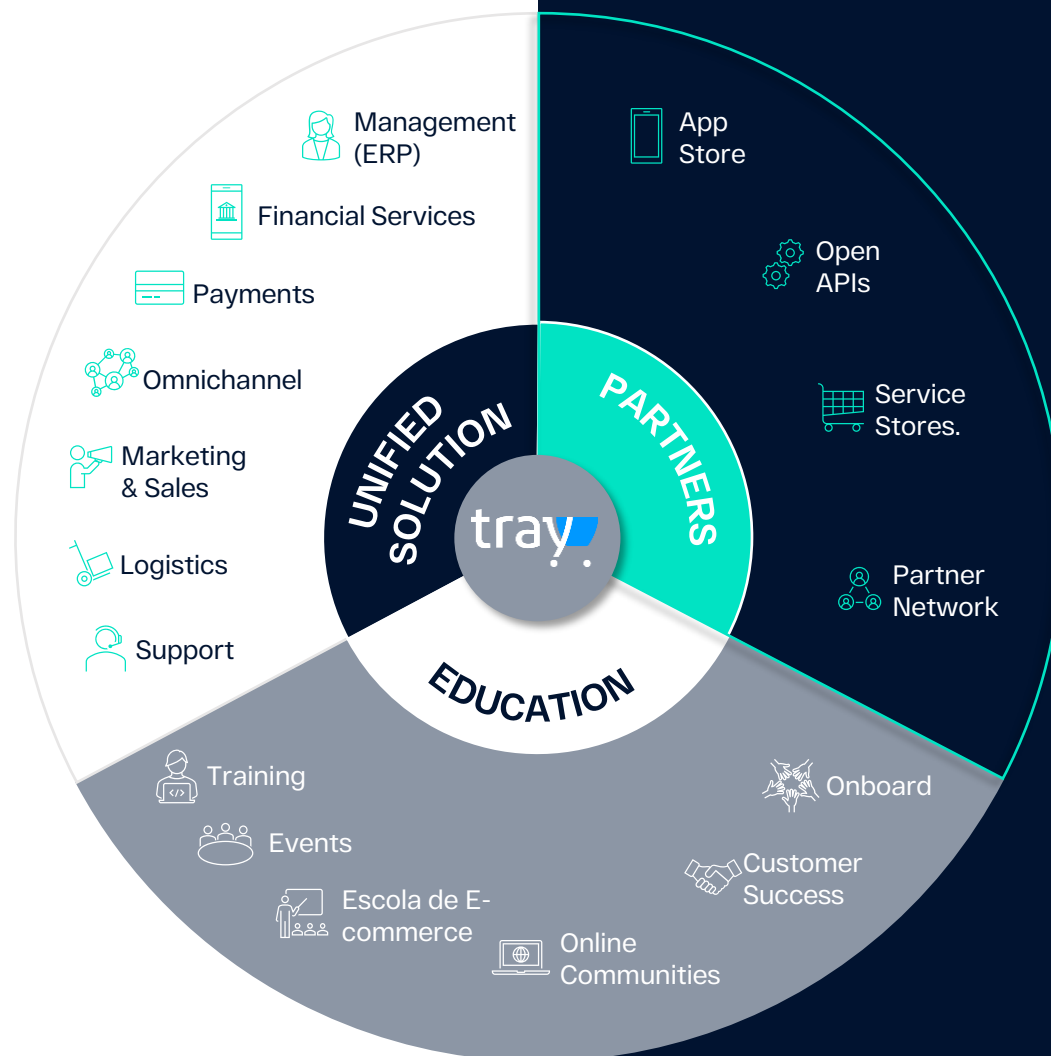 Management
(ERP)
Financial Services
Payments
Omnichannel
Marketing
& Sales
Logistics
Support
App
Store
Open
APIs
Service
Stores.
Partner
Network
UNIFIED
SOLUTION
PARTNERS
tray
EDUCATION
Training
Events
Escola de E-
commerce
Online
Communities
Customer
Success
Onboard